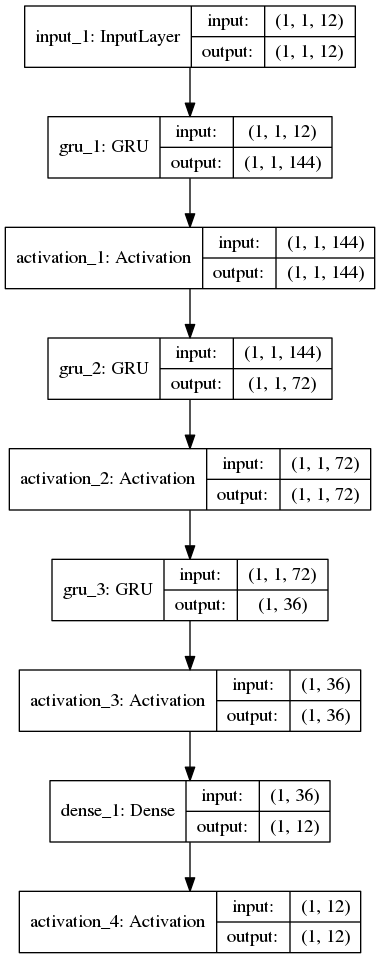 input_1: InputLayer
input: (1, 1, 12)
output: (1, 1, 12)
gru_1: GRU
input: (1, 1, 12)
output: (1, 1, 144)
activation_1: Activation
input: (1, 1, 144)
output: (1, 1, 144)
gru_2: GRU
input: (1, 1, 144)
output: (1, 1, 72)
activation_2: Activation
input: (1, 1, 72)
output: (1, 1, 72)
gru_3: GRU
input: (1, 1, 72)
output: (1, 36)
activation_3: Activation
input: (1, 36)
output: (1, 36)
dense_1: Dense
input: (1, 36)
output: (1, 12)
activation_4: Activation
input: (1, 12)
output: (1, 12)